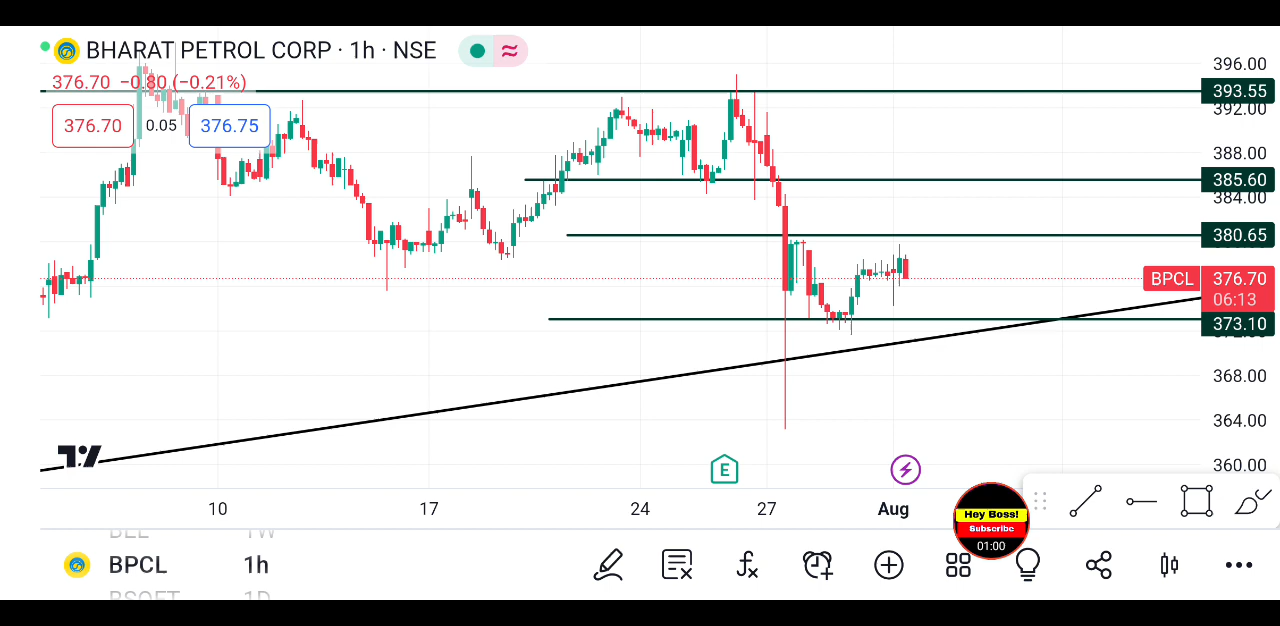 BHARAT PETROL CORP · 1h · NSE
376.70 −0.80 (−0.21%)
376.70 0.05 376.75
396.00
393.55
392.00
388.00
385.60
384.00
380.65
BPCL 376.70
06:13
373.10
368.00
364.00
360.00
E
10 17 24 27 Aug
Hey Boss!
Subscribe
01:00
BPCL 1h